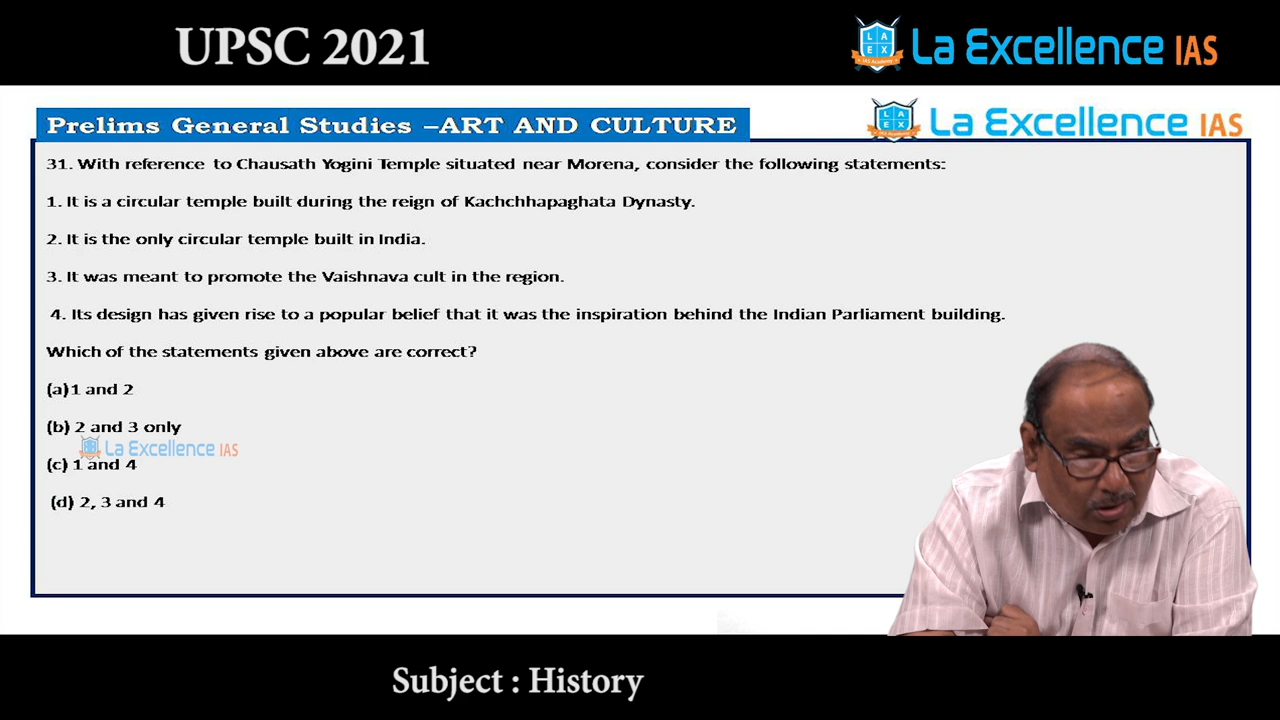 UPSC 2021
L A
E X
IAS Academy
La Excellence IAS
Prelims General Studies –ART AND CULTURE
L A
E X
La Excellence IAS
31. With reference to Chausath Yogini Temple situated near Morena, consider the following statements:
1. It is a circular temple built during the reign of Kachchhapaghata Dynasty.
2. It is the only circular temple built in India.
3. It was meant to promote the Vaishnava cult in the region.
4. Its design has given rise to a popular belief that it was the inspiration behind the Indian Parliament building.
Which of the statements given above are correct?
(a)1 and 2
(b) 2 and 3 only
La Excellence IAS
(c) 1 and 4
(d) 2, 3 and 4
Subject : History